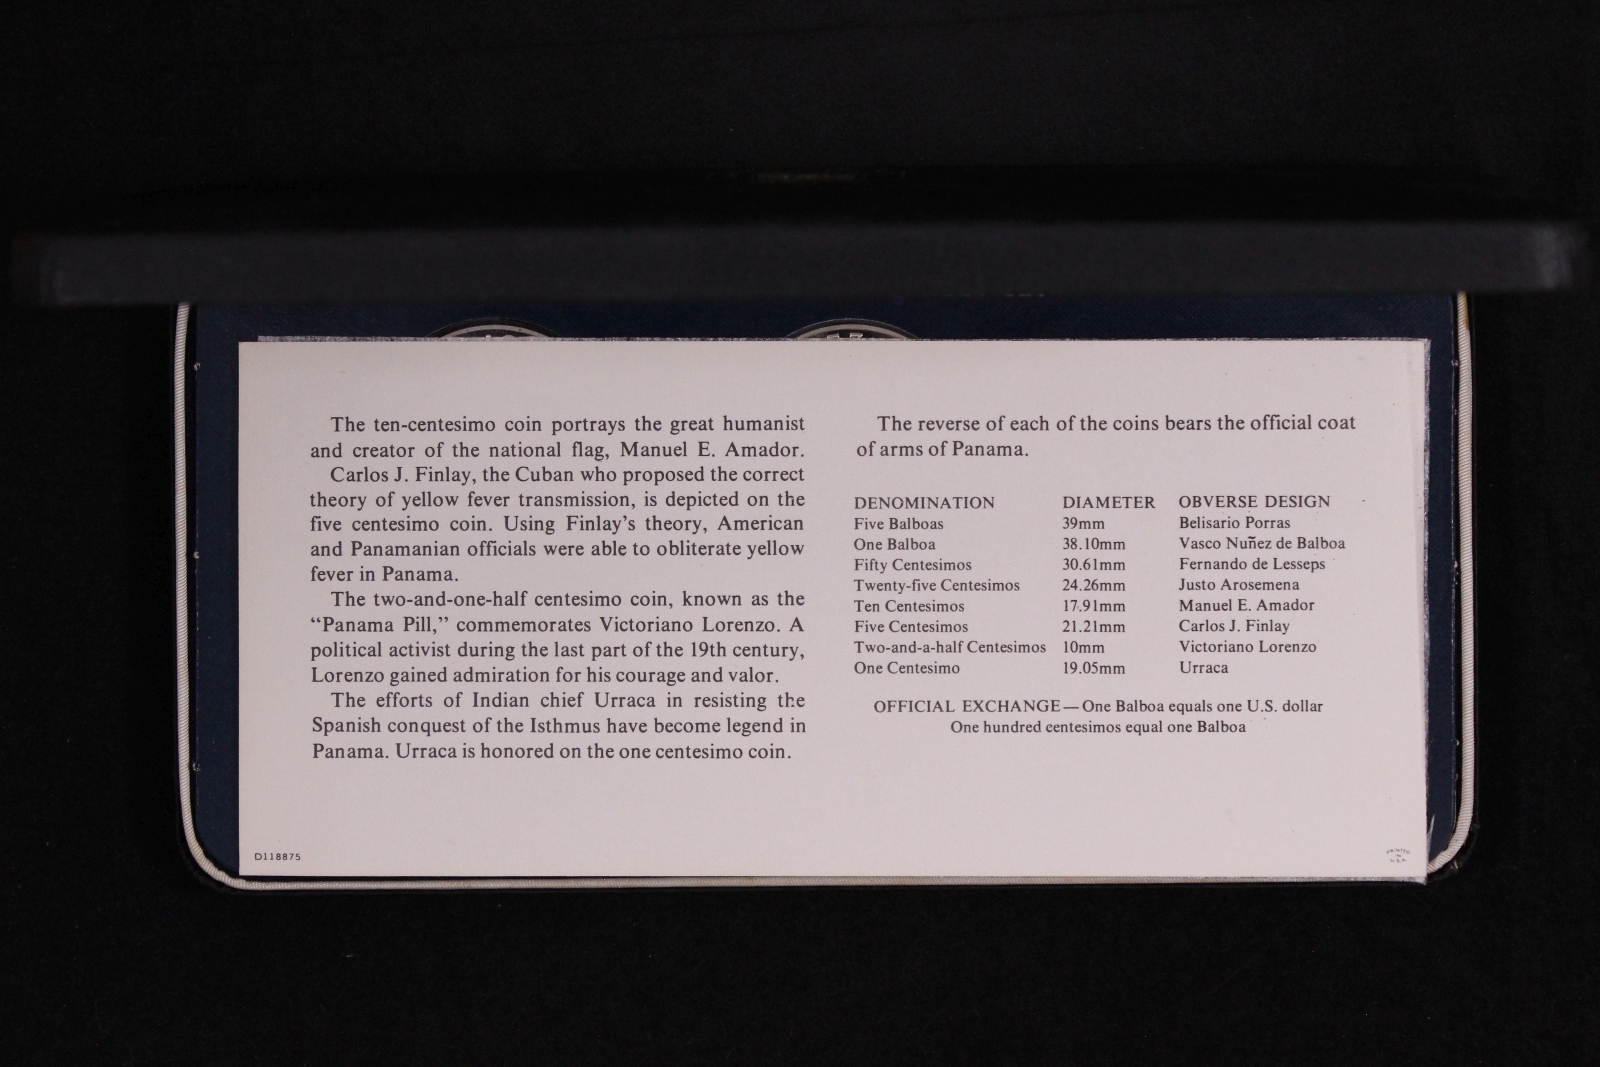 The ten-centesimo coin portrays the great humanist
and creator of the national flag, Manuel E. Amador.
Carlos J. Finlay, the Cuban who proposed the correct
theory of yellow fever transmission, is depicted on the
five centesimo coin. Using Finlay's theory, American
and Panamanian officials were able to obliterate yellow
fever in Panama.
The two-and-one-half centesimo coin, known as the
“Panama Pill,” commemorates Victoriano Lorenzo. A
political activist during the last part of the 19th century,
Lorenzo gained admiration for his courage and valor.
The efforts of Indian chief Urraca in resisting the
Spanish conquest of the Isthmus have become legend in
Panama. Urraca is honored on the one centesimo coin.
D118875
The reverse of each of the coins bears the official coat
of arms of Panama.
DENOMINATION DIAMETER OBVERSE DESIGN
Five Balboas 39mm Belisario Porras
One Balboa 38.10mm Vasco Nuñez de Balboa
Fifty Centesimos 30.61mm Fernando de Lesseps
Twenty-five Centesimos 24.26mm Justo Arosemena
Ten Centesimos 17.91mm Manuel E. Amador
Five Centesimos 21.21mm Carlos J. Finlay
Two-and-a-half Centesimos 10mm Victoriano Lorenzo
One Centesimo 19.05mm Urraca
OFFICIAL EXCHANGE—One Balboa equals one U.S. dollar
One hundred centesimos equal one Balboa
PRINTED
IN
U.S.A.